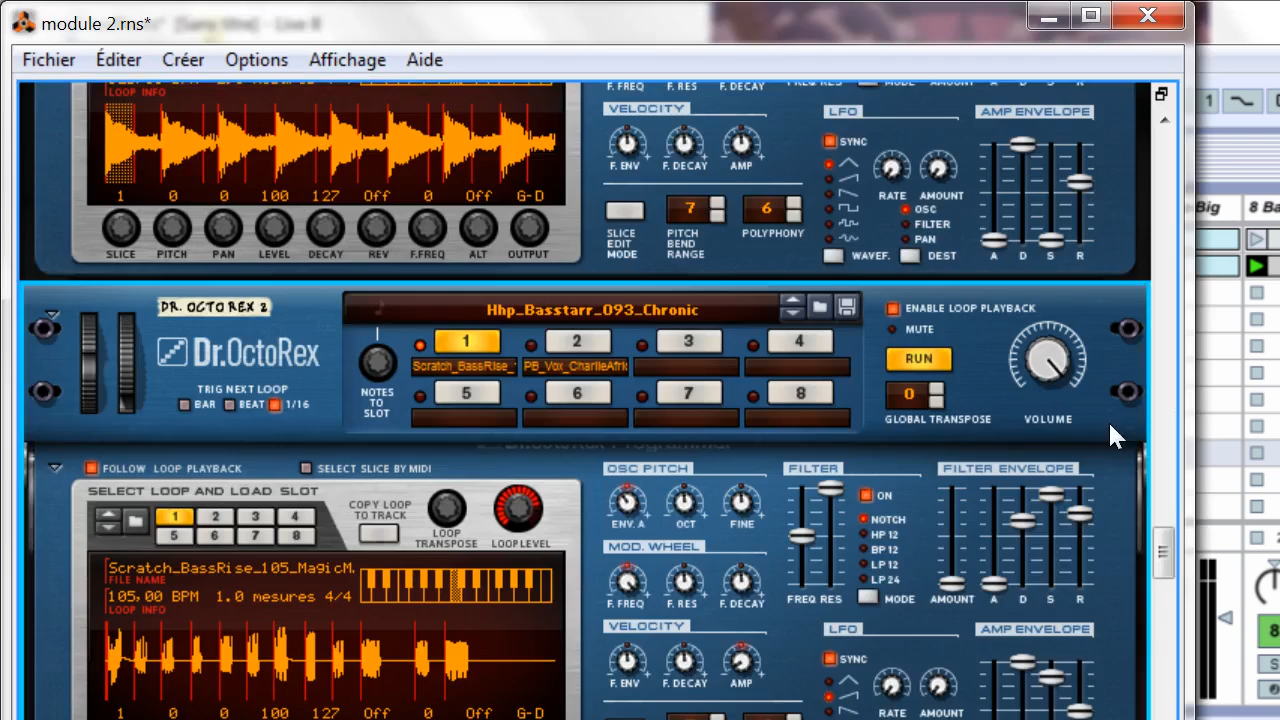 module 2.rns*
Fichier Éditer Créer Options Affichage Aide
LOOP INFO
1 0 0 100 127 Off 0 Off G-D
SLICE PITCH PAN LEVEL DECAY REV F.FREQ ALT OUTPUT
F. FREQ F. RES F. DECAY
VELOCITY
F. ENV F. DECAY AMP
SLICE EDIT MODE
7
PITCH BEND RANGE
6
POLYPHONY
MODE AMOUNT A D S R
LFO
SYNC
RATE AMOUNT
OSC
FILTER
PAN
WAVEF. DEST
AMP ENVELOPE
A D S R
DR. OCTO REX 2
Dr.OctoRex
TRIG NEXT LOOP
BAR BEAT 1/16
Hhp_Basstarr_093_Chronic
NOTES TO SLOT
1 2 3 4
Scratch_BassRise_ PB_Vox_CharlieAfri
5 6 7 8
ENABLE LOOP PLAYBACK
MUTE
RUN
0
GLOBAL TRANSPOSE
VOLUME
FOLLOW LOOP PLAYBACK SELECT SLICE BY MIDI
SELECT LOOP AND LOAD SLOT
1 2 3 4
5 6 7 8
COPY LOOP TO TRACK
LOOP TRANSPOSE
LOOP LEVEL
Scratch_BassRise_105_MagicM
FILE NAME
105.00 BPM 1.0 mesures 4/4
LOOP INFO
1 0 0 100 127 Off 0 Off G-D
OSC PITCH
ENV. A OCT FINE
MOD. WHEEL
F. FREQ F. RES F. DECAY
VELOCITY
F. ENV F. DECAY AMP
FILTER
ON
NOTCH
HP 12
BP 12
LP 12
LP 24
FREQ RES MODE
FILTER ENVELOPE
AMOUNT A D S R
LFO
SYNC
RATE AMOUNT
AMP ENVELOPE
1
Big 8 Ba
8
S